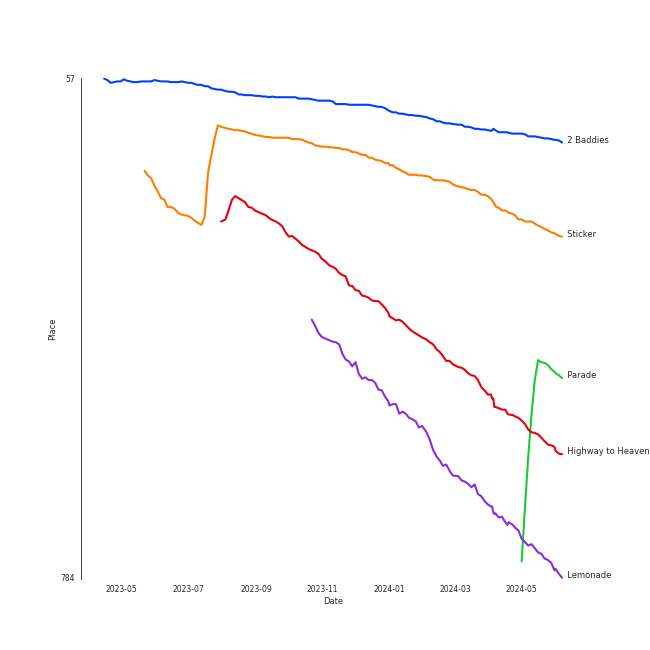 57
2 Baddies
Sticker
Place
Parade
Highway to Heaven
Lemonade
784
2023-05 2023-07 2023-09 2023-11 2024-01 2024-03 2024-05
Date